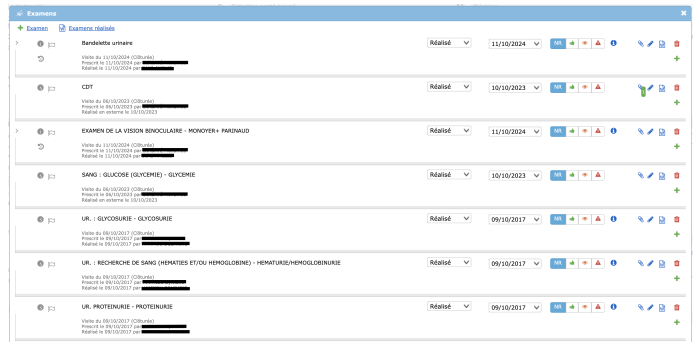 Examens
Examen Examens réalisés
Bandelette urinaire Réalisé 11/10/2024 NR
Visite du 11/10/2024 (Clôturée)
Prescrit le 11/10/2024 par
Réalisé le 11/10/2024 par
CDT Réalisé 10/10/2023 NR
Visite du 06/10/2023 (Clôturée)
Prescrit le 06/10/2023 par
Réalisé en externe le 10/10/2023
EXAMEN DE LA VISION BINOCULAIRE - MONOYER+ PARINAUD Réalisé 11/10/2024 NR
Visite du 11/10/2024 (Clôturée)
Prescrit le 11/10/2024 par
Réalisé le 11/10/2024 par
SANG : GLUCOSE (GLYCEMIE) - GLYCEMIE Réalisé 10/10/2023 NR
Visite du 06/10/2023 (Clôturée)
Prescrit le 06/10/2023 par
Réalisé en externe le 10/10/2023
UR. : GLYCOSURIE - GLYCOSURIE Réalisé 09/10/2017 NR
Visite du 09/10/2017 (Clôturée)
Prescrit le 09/10/2017 par
Réalisé le 09/10/2017 par
UR. : RECHERCHE DE SANG (HEMATIES ET/OU HEMOGLOBINE) - HEMATURIE/HEMOGLOBINURIE Réalisé 09/10/2017 NR
Visite du 09/10/2017 (Clôturée)
Prescrit le 09/10/2017 par
Réalisé le 09/10/2017 par
UR. PROTEINURIE - PROTEINURIE Réalisé 09/10/2017 NR
Visite du 09/10/2017 (Clôturée)
Prescrit le 09/10/2017 par
Réalisé le 09/10/2017 par